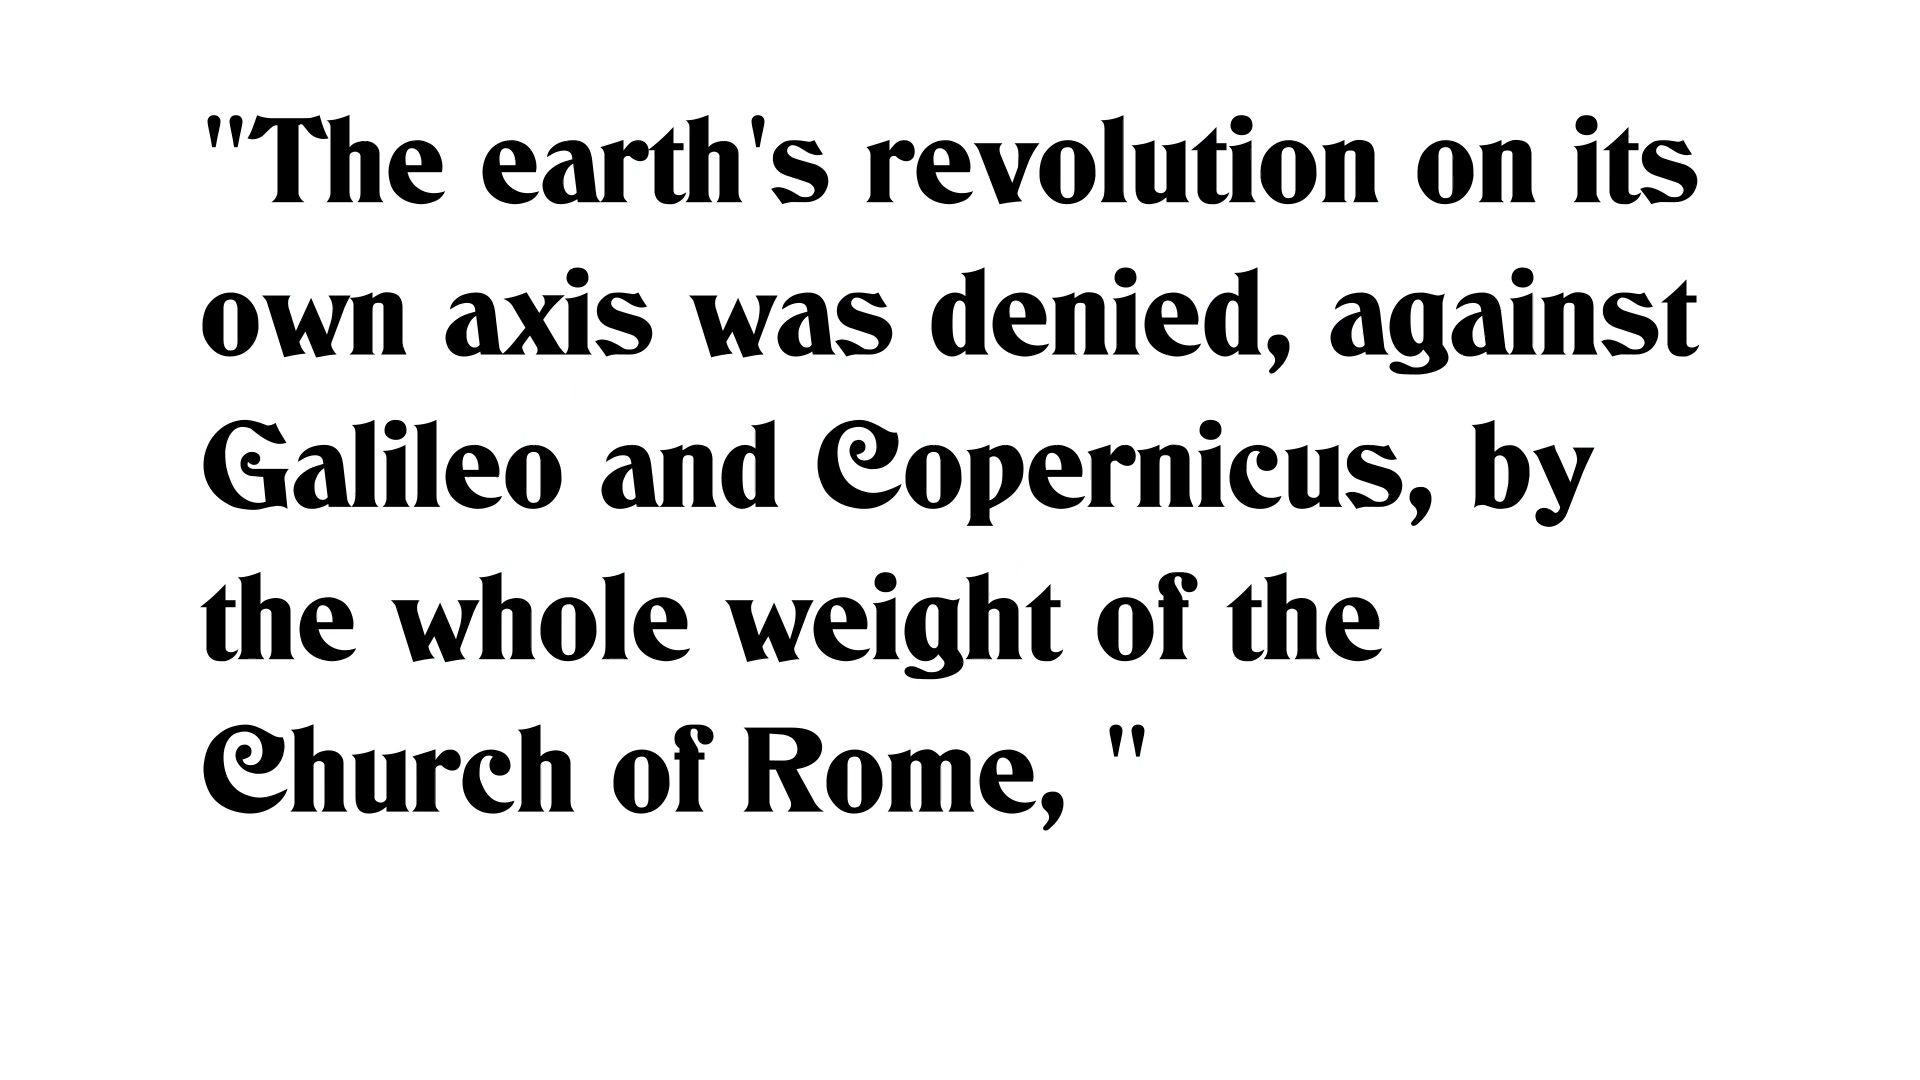 "The earth's revolution on its
own axis was denied, against
Galileo and Copernicus, by
the whole weight of the
Church of Rome, "